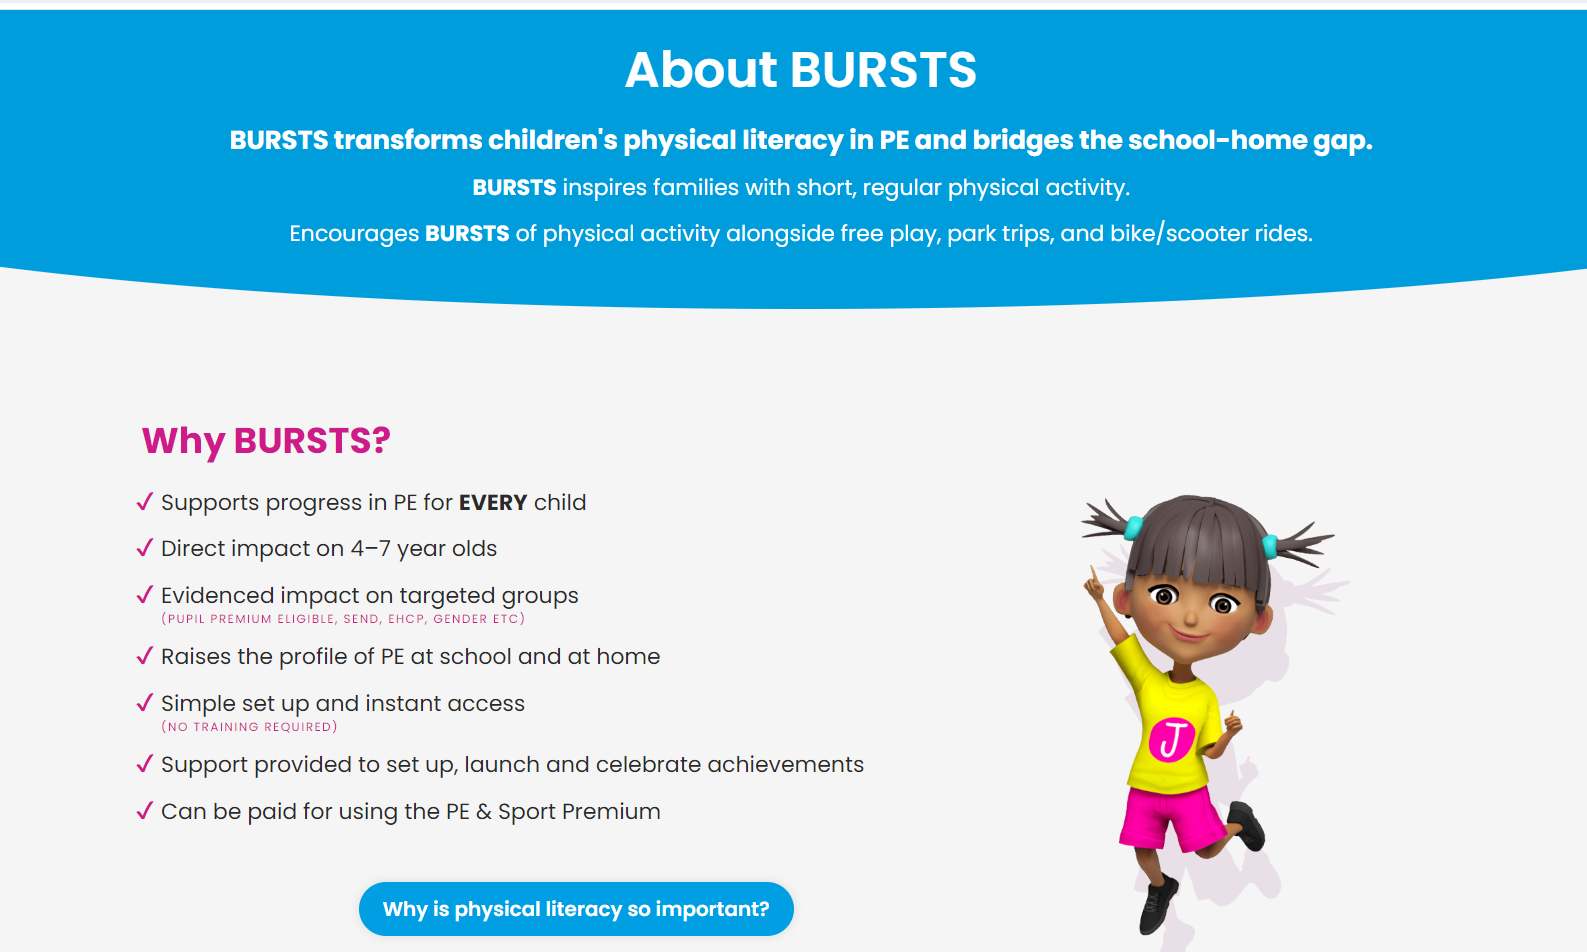 About BURSTS
BURSTS transforms children's physical literacy in PE and bridges the school-home gap.
BURSTS inspires families with short, regular physical activity.
Encourages BURSTS of physical activity alongside free play, park trips, and bike/scooter rides.
Why BURSTS?
✓ Supports progress in PE for EVERY child
✓ Direct impact on 4–7 year olds
✓ Evidenced impact on targeted groups
(PUPIL PREMIUM ELIGIBLE, SEND, EHCP, GENDER ETC)
✓ Raises the profile of PE at school and at home
✓ Simple set up and instant access
(NO TRAINING REQUIRED)
✓ Support provided to set up, launch and celebrate achievements
✓ Can be paid for using the PE & Sport Premium
J
Why is physical literacy so important?